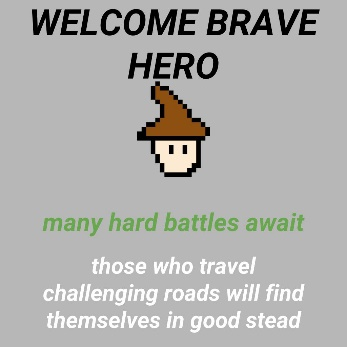 WELCOME BRAVE
HERO
many hard battles await
those who travel
challenging roads will find
themselves in good stead